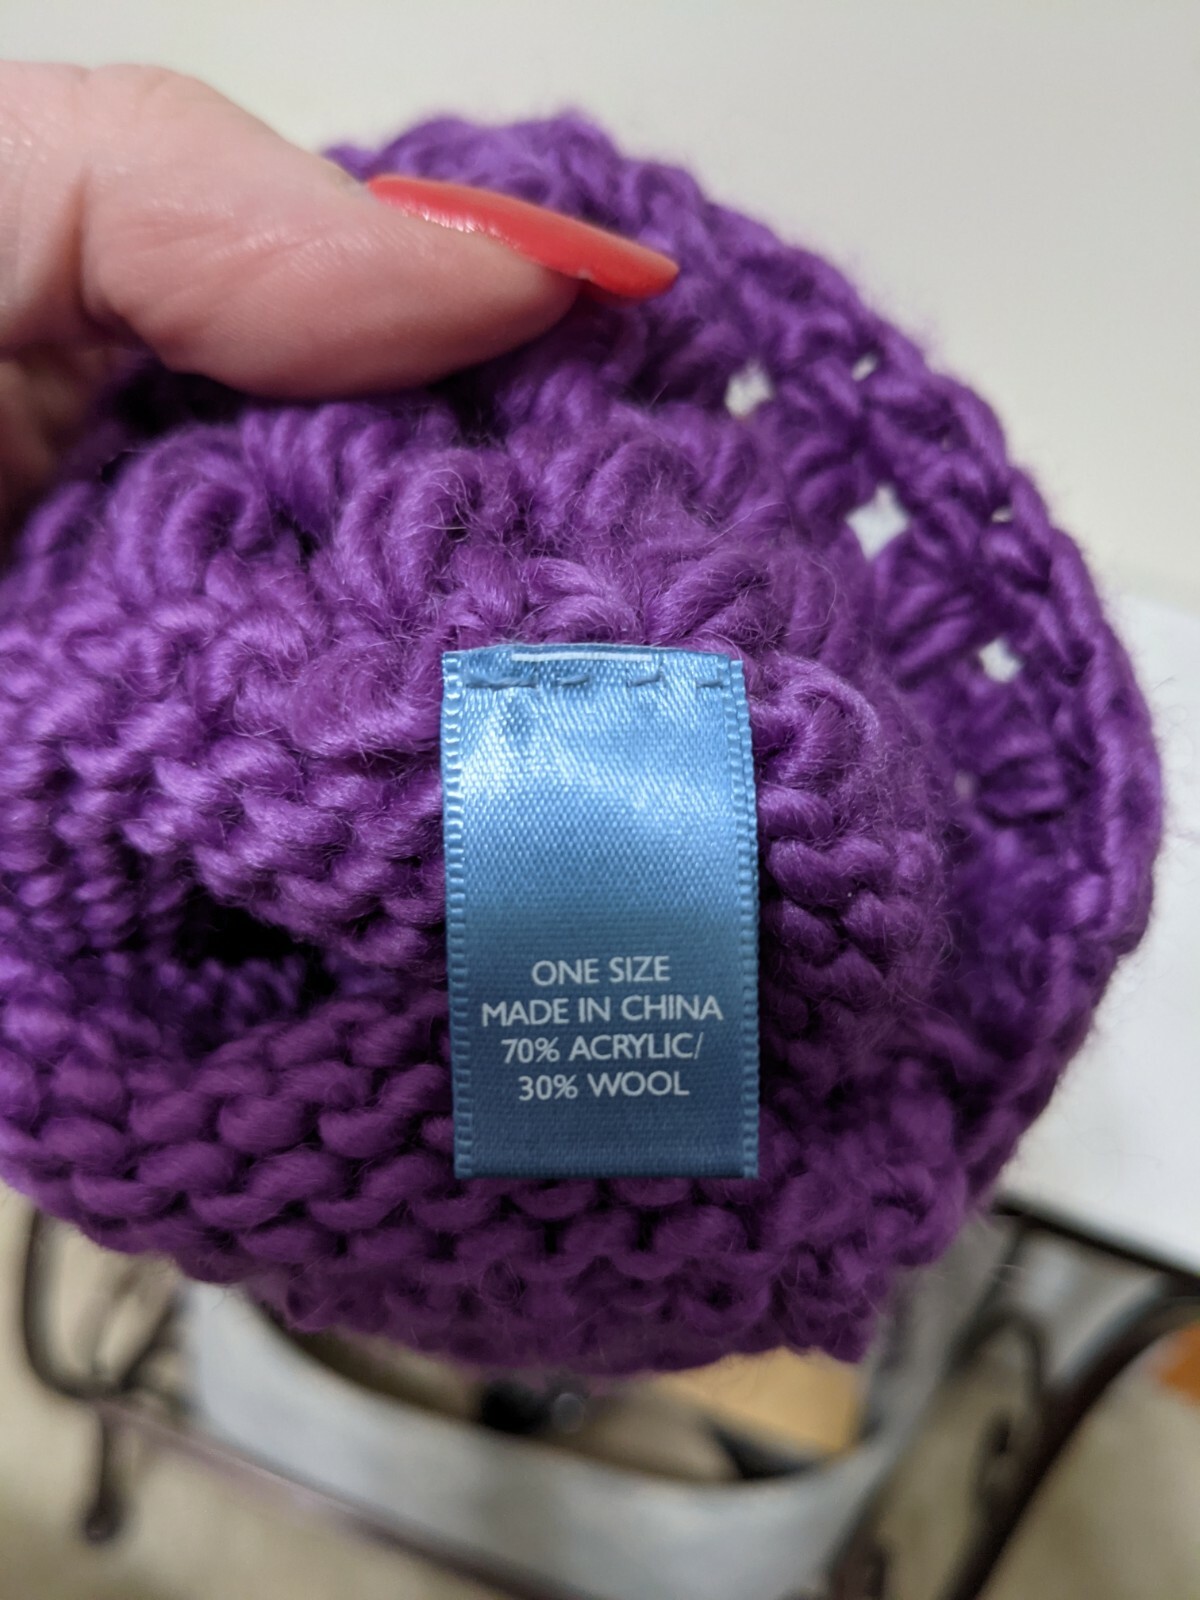 ONE SIZE
MADE IN CHINA
70% ACRYLIC/
30% WOOL